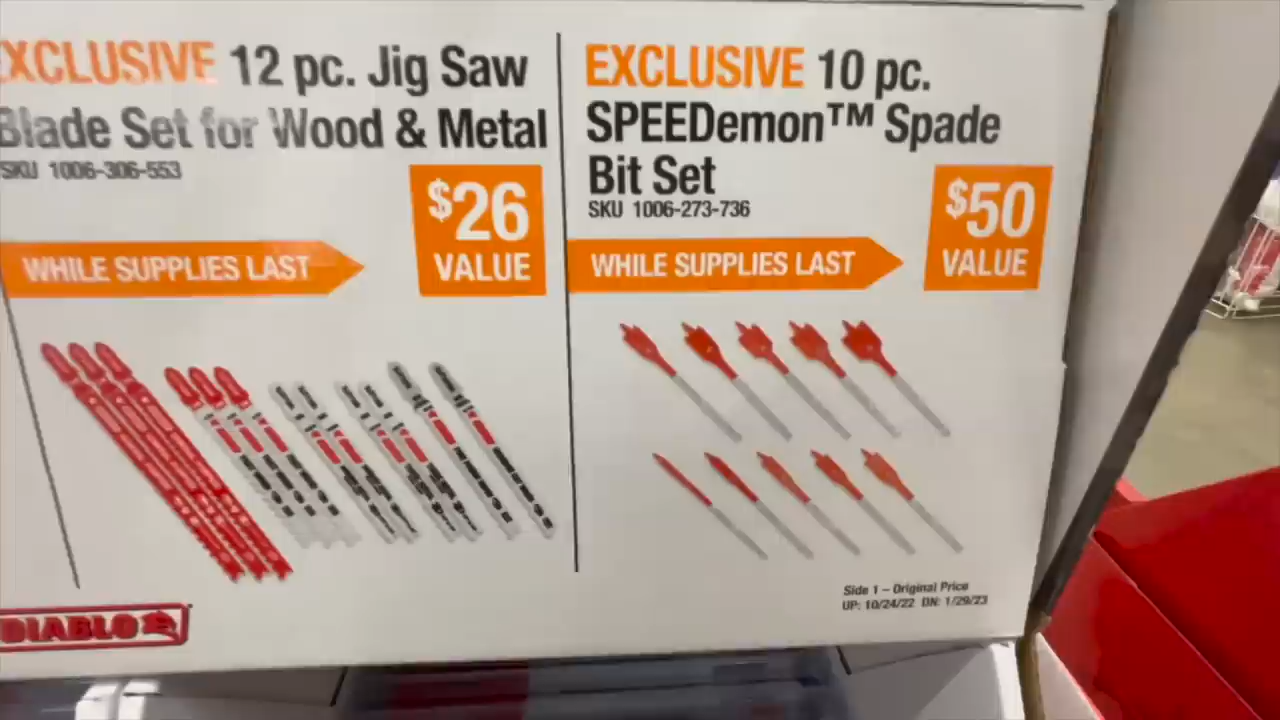 EXCLUSIVE 12 pc. Jig Saw
Blade Set for Wood & Metal
SKU 1006-306-553
$26
VALUE
WHILE SUPPLIES LAST
EXCLUSIVE 10 pc.
SPEEDemon™ Spade
Bit Set
SKU 1006-273-736
$50
VALUE
WHILE SUPPLIES LAST
Side 1 – Original Price
UP: 10/24/22 DN: 1/29/23
DIABLO